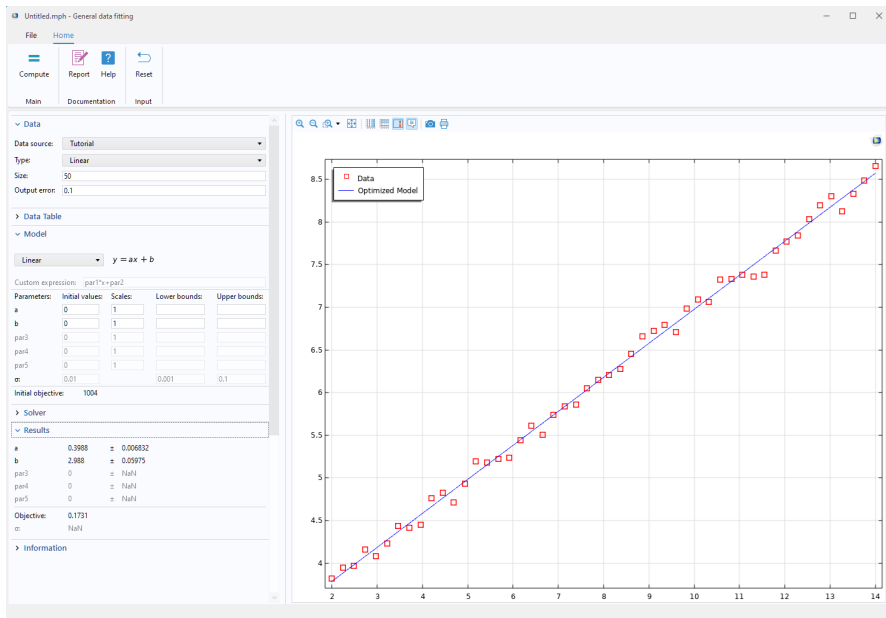 Untitled.mph - General data fitting
File Home
Compute Report Help Reset
Main Documentation Input
Data
Data source: Tutorial
Type: Linear
Size: 50
Output error: 0.1
Data Table
Model
Linear y = ax + b
Custom expression: par1*x+par2
Parameters: Initial values: Scales: Lower bounds: Upper bounds:
a 0 1
b 0 1
par3 0 1
par4 0 1
par5 0 1
σ: 0.01 0.001 0.1
Initial objective: 1004
Solver
Results
a 0.3988 ± 0.006832
b 2.988 ± 0.05975
par3 0 ± NaN
par4 0 ± NaN
par5 0 ± NaN
Objective: 0.1731
σ: NaN
Information
Data
Optimized Model
8.5
8
7.5
7
6.5
6
5.5
5
4.5
4
2 3 4 5 6 7 8 9 10 11 12 13 14